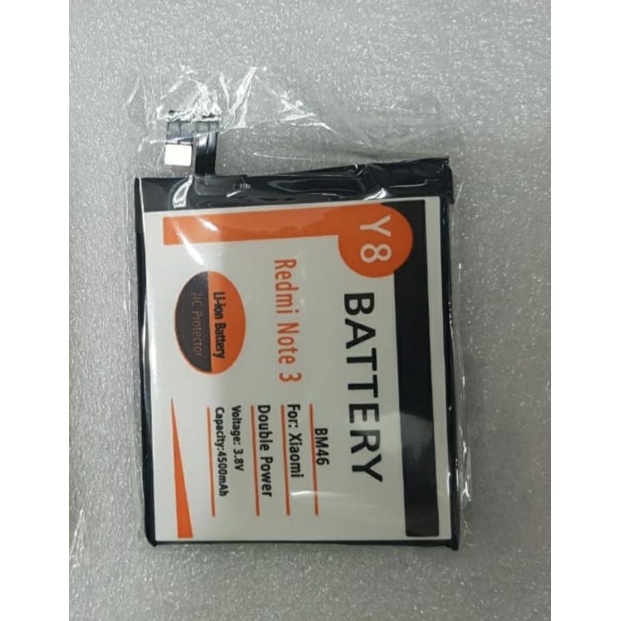 Y8
BATTERY
Redmi Note 3
Li-Ion Battery
IC Protector
BM46
For: Xiaomi
Double Power
Voltage: 3.8V
Capacity:4500mAh